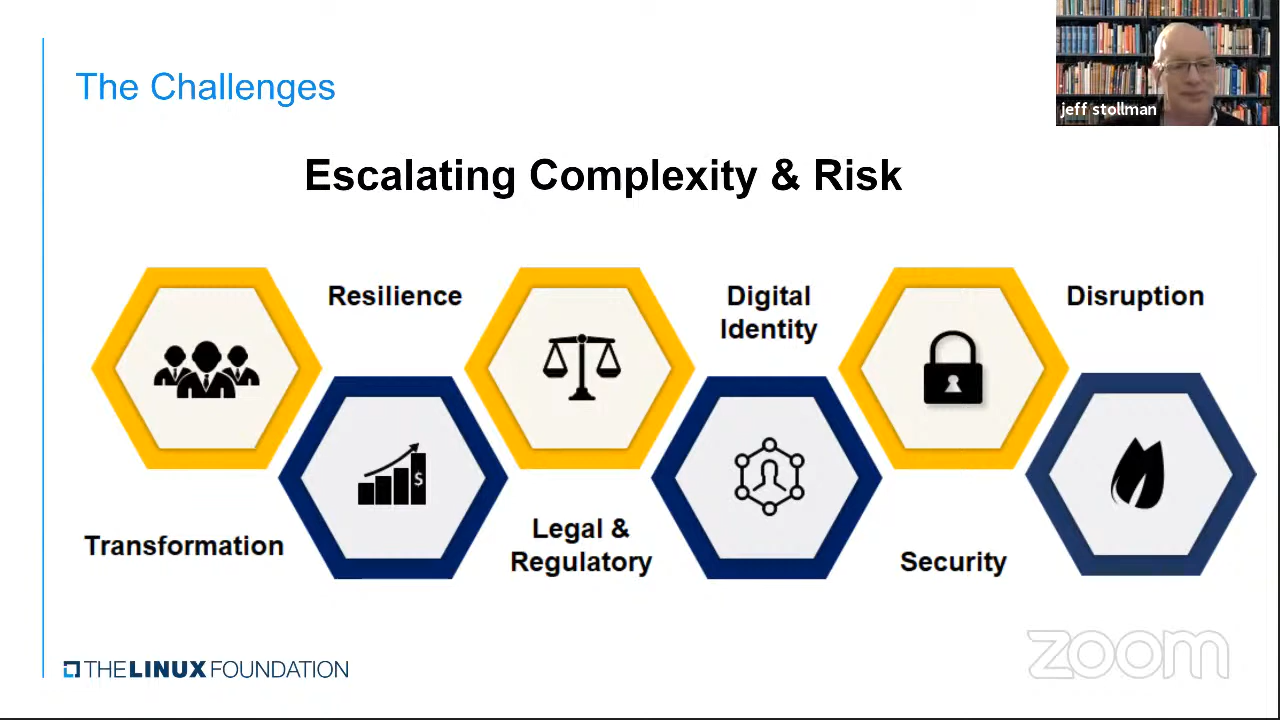 The Challenges
jeff stollman
Escalating Complexity & Risk
Resilience
Digital
Identity
Disruption
$
Transformation
Legal &
Regulatory
Security
THE LINUX FOUNDATION
zoom